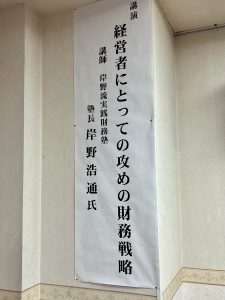 講演
経営者にとっての攻めの財務戦略
講師 岸野流実践財務塾
塾長 岸野浩通氏